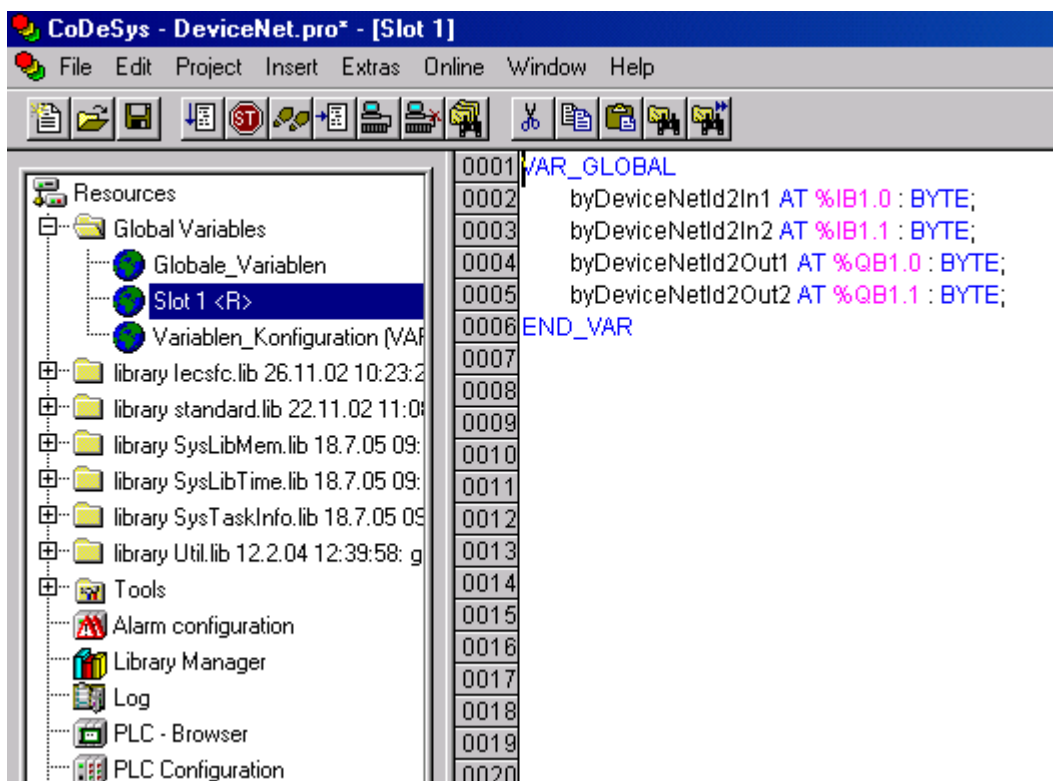 CoDeSys - DeviceNet.pro* - [Slot 1]
File Edit Project Insert Extras Online Window Help
ST
Resources
Global Variables
Globale_Variablen
Slot 1 <R>
Variablen_Konfiguration (VAR
library Iecsfc.lib 26.11.02 10:23:2
library standard.lib 22.11.02 11:0
library SysLibMem.lib 18.7.05 09:
library SysLibTime.lib 18.7.05 09:
library SysTaskInfo.lib 18.7.05 09
library Util.lib 12.2.04 12:39:58: g
Tools
Alarm configuration
Library Manager
Log
PLC - Browser
PLC Configuration
0001 VAR_GLOBAL
0002 byDeviceNetId2In1 AT %IB1.0 : BYTE;
0003 byDeviceNetId2In2 AT %IB1.1 : BYTE;
0004 byDeviceNetId2Out1 AT %QB1.0 : BYTE;
0005 byDeviceNetId2Out2 AT %QB1.1 : BYTE;
0006 END_VAR
0007
0008
0009
0010
0011
0012
0013
0014
0015
0016
0017
0018
0019
0020